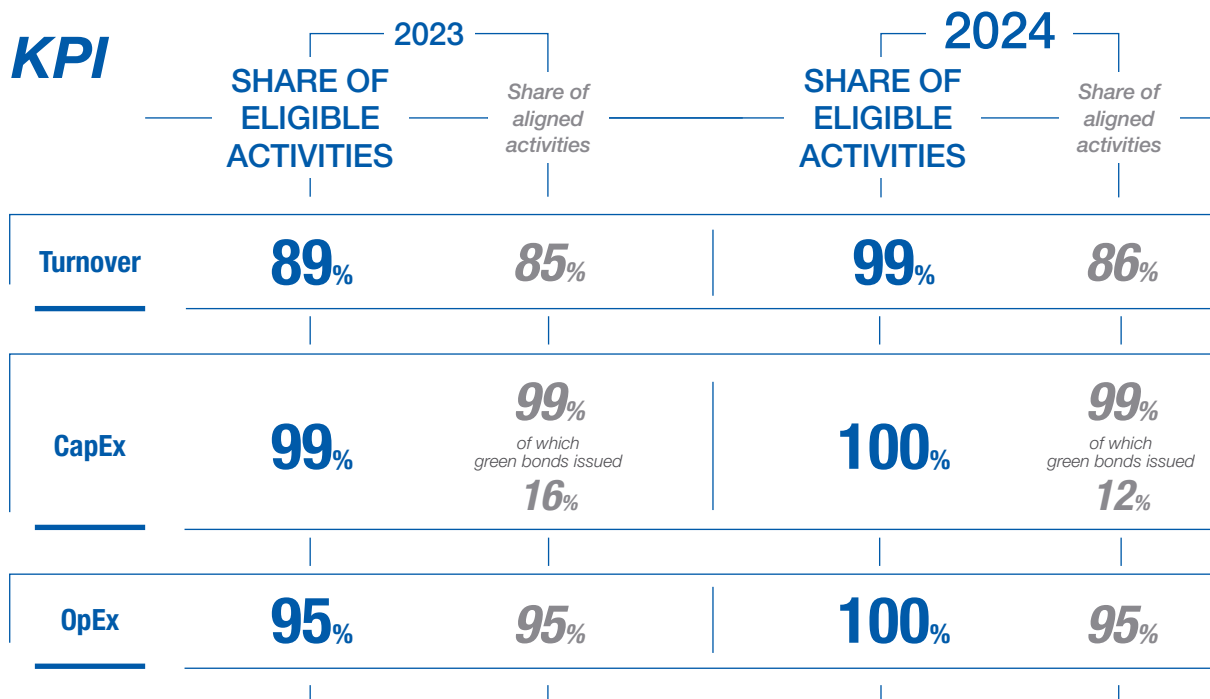 KPI
2023
2024
SHARE OF
ELIGIBLE
ACTIVITIES
Share of
aligned
activities
SHARE OF
ELIGIBLE
ACTIVITIES
Share of
aligned
activities
Turnover
89%
85%
99%
86%
CapEx
99%
99%
of which
green bonds issued
16%
100%
99%
of which
green bonds issued
12%
OpEx
95%
95%
100%
95%